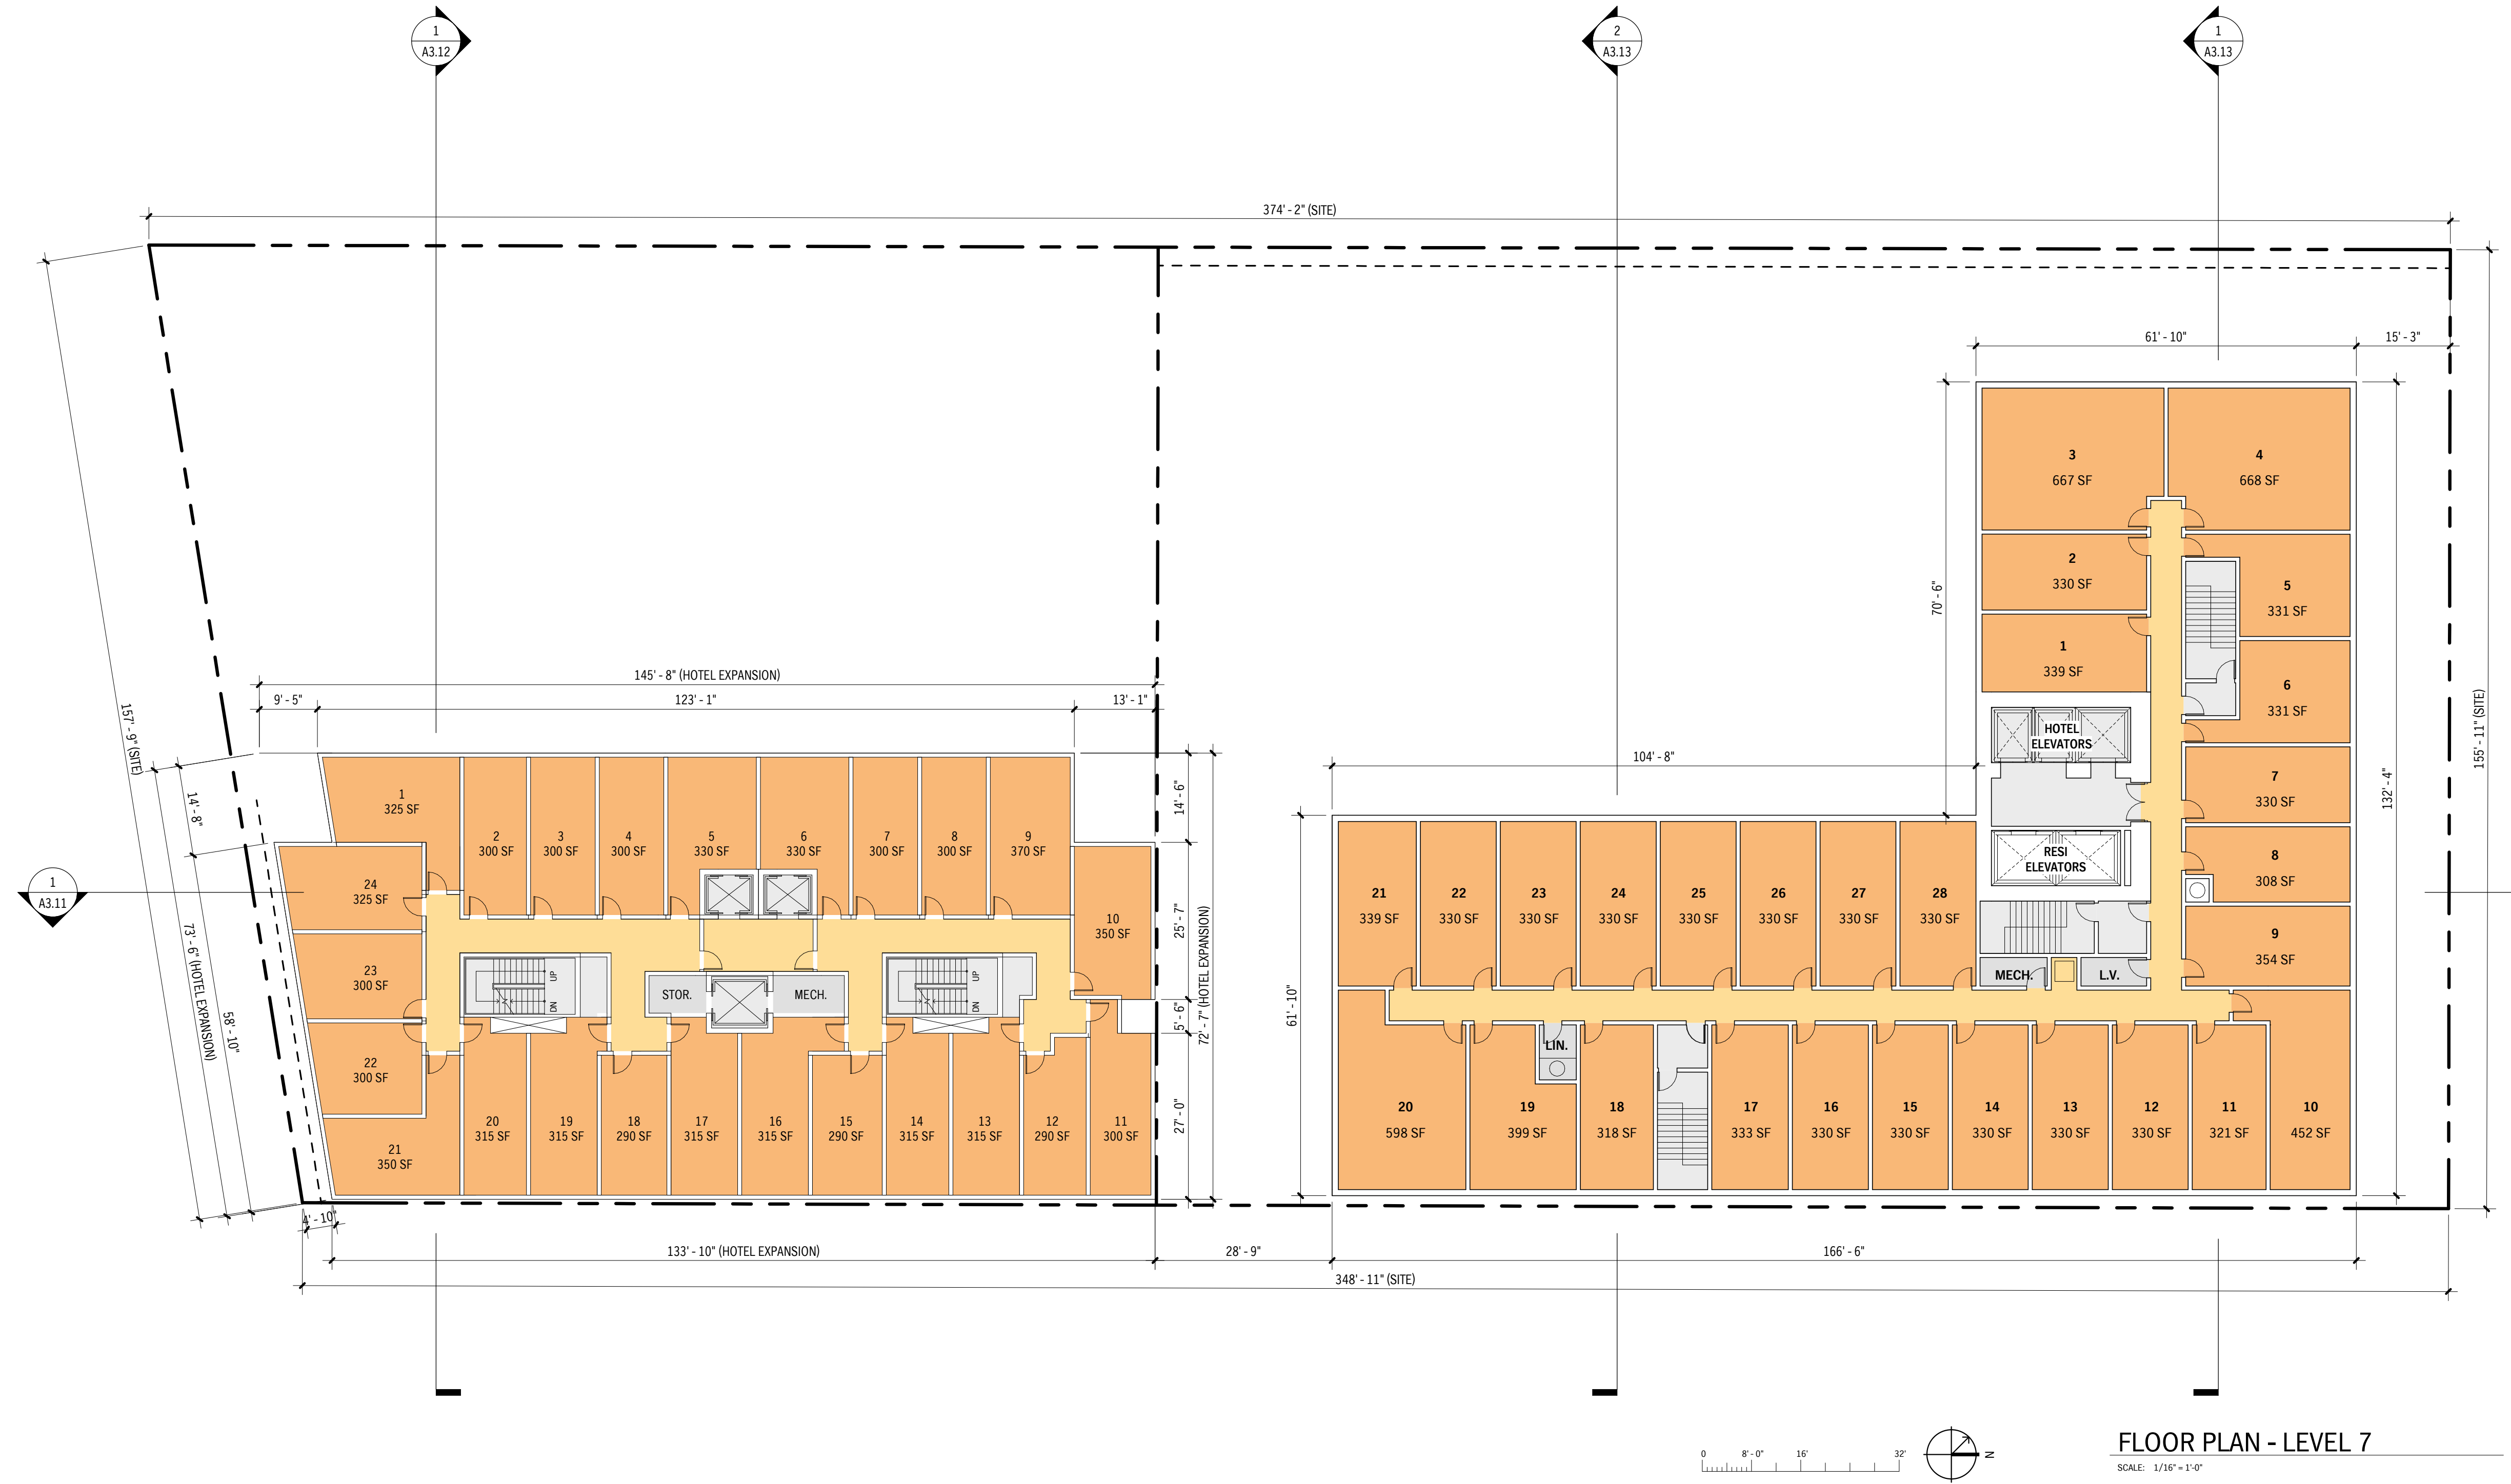 1
A3.12
2
A3.13
1
A3.13
374' - 2" (SITE)
61' - 10"
15' - 3"
3
667 SF
4
668 SF
2
330 SF
5
331 SF
70' - 6"
1
339 SF
6
331 SF
145' - 8" (HOTEL EXPANSION)
9' - 5"
123' - 1"
13' - 1"
157' - 9" (SITE)
155' - 11" (SITE)
HOTEL
ELEVATORS
104' - 8"
7
330 SF
132' - 4"
14' - 8"
14' - 6"
1
325 SF
2
300 SF
3
300 SF
4
300 SF
5
330 SF
6
330 SF
7
300 SF
8
300 SF
9
370 SF
RESI
ELEVATORS
8
308 SF
1
A3.11
24
325 SF
10
350 SF
25' - 7"
21
339 SF
22
330 SF
23
330 SF
24
330 SF
25
330 SF
26
330 SF
27
330 SF
28
330 SF
9
354 SF
73' - 6" (HOTEL EXPANSION)
58' - 10"
23
300 SF
UP
DN
STOR.
MECH.
UP
DN
5' - 6"
72' - 7" (HOTEL EXPANSION)
61' - 10"
MECH.
L.V.
LIN.
22
300 SF
21
350 SF
20
315 SF
19
315 SF
18
290 SF
17
315 SF
16
315 SF
15
290 SF
14
315 SF
13
315 SF
12
290 SF
11
300 SF
27' - 0"
20
598 SF
19
399 SF
18
318 SF
17
333 SF
16
330 SF
15
330 SF
14
330 SF
13
330 SF
12
330 SF
11
321 SF
10
452 SF
4' - 10"
133' - 10" (HOTEL EXPANSION)
28' - 9"
166' - 6"
348' - 11" (SITE)
0
8' - 0"
16'
32'
N
FLOOR PLAN - LEVEL 7
SCALE: 1/16" = 1'-0"